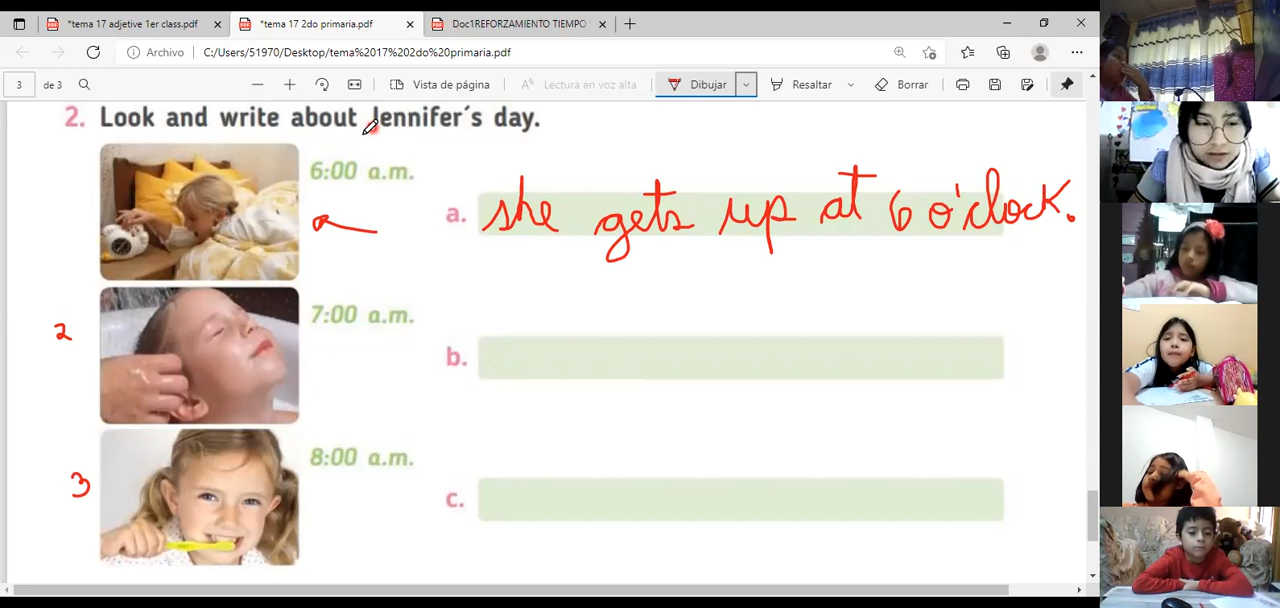 *tema 17 adjetive 1er class.pdf
*tema 17 2do primaria.pdf
Doc1REFORZAMIENTO TIEMPO
Archivo
C:/Users/51970/Desktop/tema%2017%202do%20primaria.pdf
3 de 3
Vista de página
Lectura en voz alta
Dibujar
Resaltar
Borrar
2. Look and write about Jennifer´s day.
6:00 a.m.
a. she gets up at 6 o'clock.
2
7:00 a.m.
b.
3
8:00 a.m.
c.